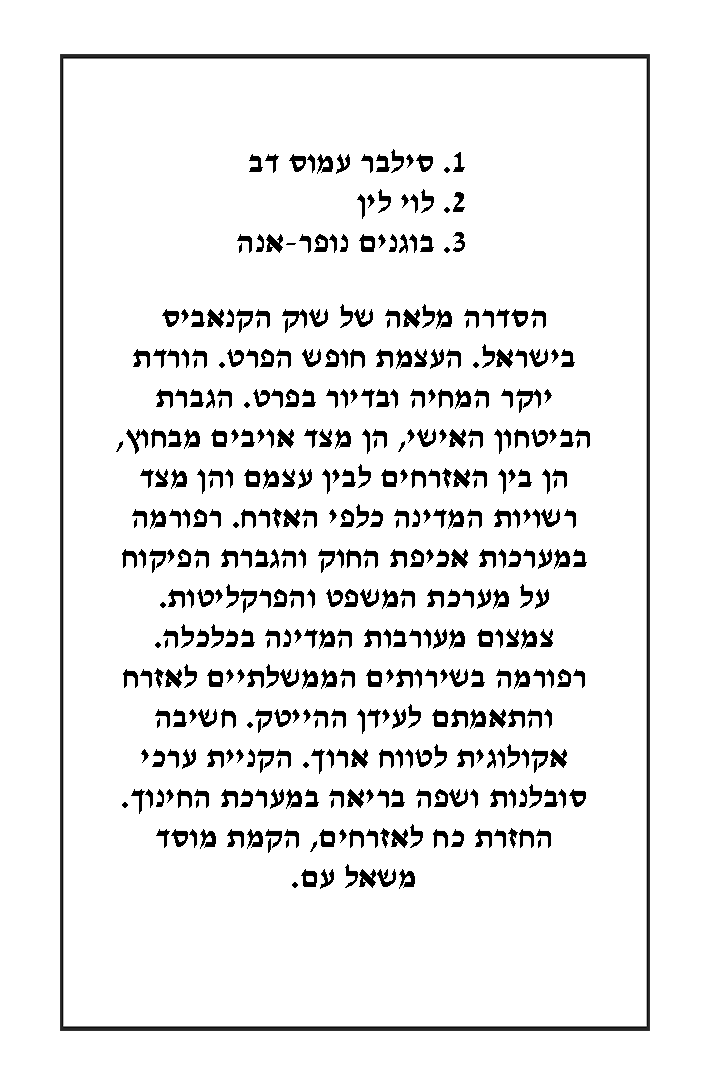 1. סילבר עמוס דב
2. לוי לין
3. בוגנים נופר-אנה
הסדרה מלאה של שוק הקנאביס
בישראל. העצמת חופש הפרט. הורדת
יוקר המחיה ובדיור בפרט. הגברת
הביטחון האישי, הן מצד אויבים מבחוץ,
הן בין האזרחים לבין עצמם והן מצד
רשויות המדינה כלפי האזרח. רפורמה
במערכות אכיפת החוק והגברת הפיקוח
על מערכת המשפט והפרקליטות.
צמצום מעורבות המדינה בכלכלה.
רפורמה בשירותים הממשלתיים לאזרח
והתאמתם לעידן ההייטק. חשיבה
אקולוגית לטווח ארוך. הקניית ערכי
סובלנות ושפה בריאה במערכת החינוך.
החזרת כח לאזרחים, הקמת מוסד
משאל עם.